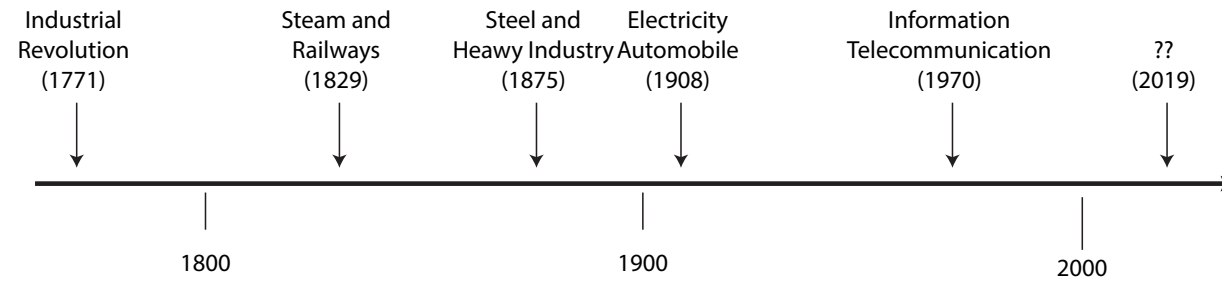 Industrial
Revolution
(1771)
Steam and
Railways
(1829)
Steel and
Heawy Industry
(1875)
Electricity
Automobile
(1908)
Information
Telecommunication
(1970)
??
(2019)
1800
1900
2000